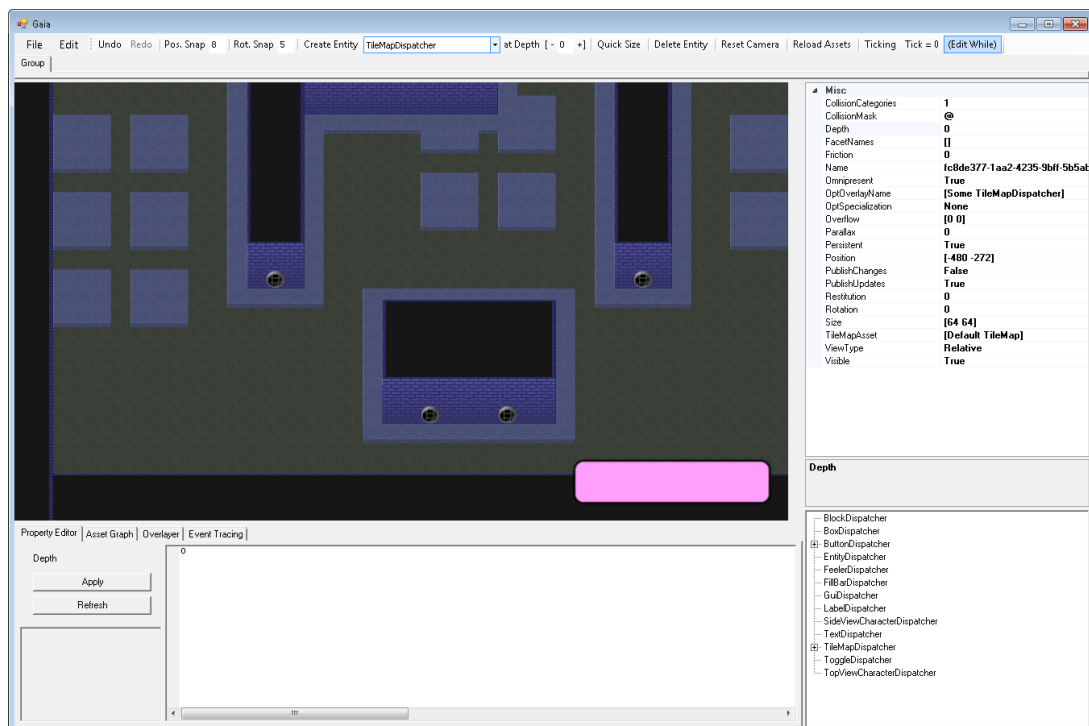 Gaia
File Edit Undo Redo Pos. Snap 8 Rot. Snap 5 Create Entity TileMapDispatcher at Depth [ - 0 +] Quick Size Delete Entity Reset Camera Reload Assets Ticking Tick = 0 (Edit While)
Group
Misc
CollisionCategories 1
CollisionMask @
Depth 0
FacetNames []
Friction 0
Name fc8de377-1aa2-4235-9bff-5b5ab
Omnipresent True
OptOverlayName [Some TileMapDispatcher]
OptSpecialization None
Overflow [0 0]
Parallax 0
Persistent True
Position [-480 -272]
PublishChanges False
PublishUpdates True
Restitution 0
Rotation 0
Size [64 64]
TileMapAsset [Default TileMap]
ViewType Relative
Visible True
Depth
Property Editor Asset Graph Overlayer Event Tracing
Depth
Apply
Refresh
0
BlockDispatcher
BoxDispatcher
ButtonDispatcher
EntityDispatcher
FeelerDispatcher
FillBarDispatcher
GuiDispatcher
LabelDispatcher
SideViewCharacterDispatcher
TextDispatcher
TileMapDispatcher
ToggleDispatcher
TopViewCharacterDispatcher